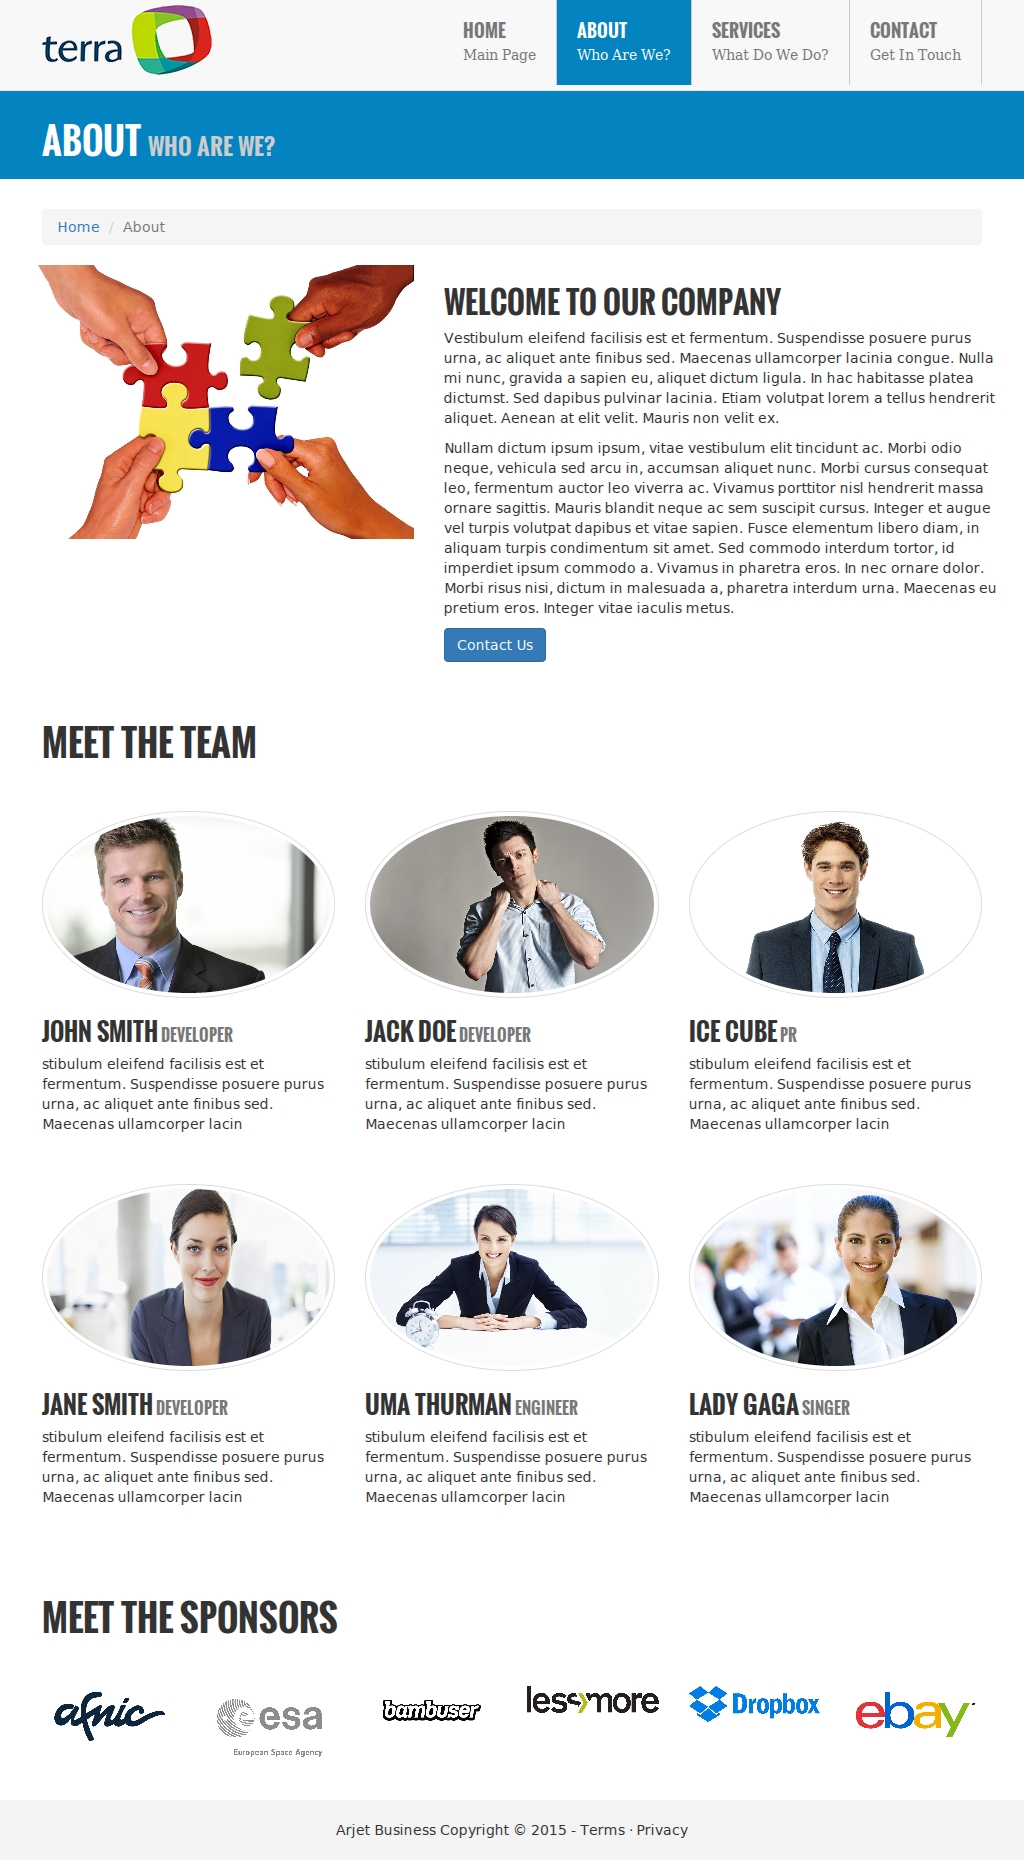 terra
HOME
Main Page
ABOUT
Who Are We?
SERVICES
What Do We Do?
CONTACT
Get In Touch
ABOUT WHO ARE WE?
Home / About
WELCOME TO OUR COMPANY
Vestibulum eleifend facilisis est et fermentum. Suspendisse posuere purus
urna, ac aliquet ante finibus sed. Maecenas ullamcorper lacinia congue. Nulla
mi nunc, gravida a sapien eu, aliquet dictum ligula. In hac habitasse platea
dictumst. Sed dapibus pulvinar lacinia. Etiam volutpat lorem a tellus hendrerit
aliquet. Aenean at elit velit. Mauris non velit ex.
Nullam dictum ipsum ipsum, vitae vestibulum elit tincidunt ac. Morbi odio
neque, vehicula sed arcu in, accumsan aliquet nunc. Morbi cursus consequat
leo, fermentum auctor leo viverra ac. Vivamus porttitor nisl hendrerit massa
ornare sagittis. Mauris blandit neque ac sem suscipit cursus. Integer et augue
vel turpis volutpat dapibus et vitae sapien. Fusce elementum libero diam, in
aliquam turpis condimentum sit amet. Sed commodo interdum tortor, id
imperdiet ipsum commodo a. Vivamus in pharetra eros. In nec ornare dolor.
Morbi risus nisi, dictum in malesuada a, pharetra interdum urna. Maecenas eu
pretium eros. Integer vitae iaculis metus.
Contact Us
MEET THE TEAM
JOHN SMITH DEVELOPER
stibulum eleifend facilisis est et
fermentum. Suspendisse posuere purus
urna, ac aliquet ante finibus sed.
Maecenas ullamcorper lacin
JACK DOE DEVELOPER
stibulum eleifend facilisis est et
fermentum. Suspendisse posuere purus
urna, ac aliquet ante finibus sed.
Maecenas ullamcorper lacin
ICE CUBE PR
stibulum eleifend facilisis est et
fermentum. Suspendisse posuere purus
urna, ac aliquet ante finibus sed.
Maecenas ullamcorper lacin
JANE SMITH DEVELOPER
stibulum eleifend facilisis est et
fermentum. Suspendisse posuere purus
urna, ac aliquet ante finibus sed.
Maecenas ullamcorper lacin
UMA THURMAN ENGINEER
stibulum eleifend facilisis est et
fermentum. Suspendisse posuere purus
urna, ac aliquet ante finibus sed.
Maecenas ullamcorper lacin
LADY GAGA SINGER
stibulum eleifend facilisis est et
fermentum. Suspendisse posuere purus
urna, ac aliquet ante finibus sed.
Maecenas ullamcorper lacin
MEET THE SPONSORS
afnic
esa
European Space Agency
bambuser
lessmore
Dropbox
ebay
Arjet Business Copyright © 2015 - Terms · Privacy